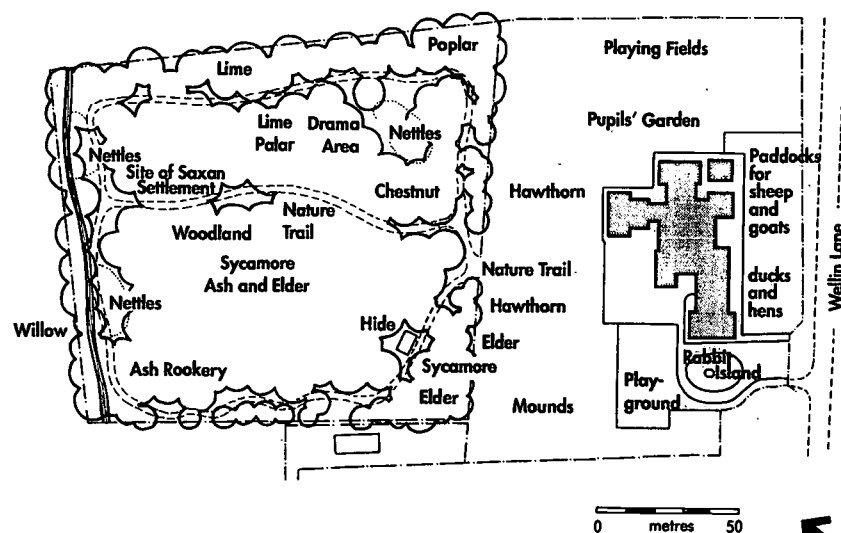 Poplar
Playing Fields
Lime
Pupils' Garden
Lime
Palar
Drama
Area
Nettles
Nettles
Site of Saxan
Settlement
Chestnut
Hawthorn
Paddocks
for
sheep
and
goats
Nature
Trail
Woodland
Sycamore
Ash and Elder
Nature Trail
ducks
and
hens
Wellin Lane
Nettles
Hawthorn
Willow
Hide
Elder
Ash Rookery
Sycamore
Rabbit
Island
Elder
Play-
ground
Mounds
0 metres 50